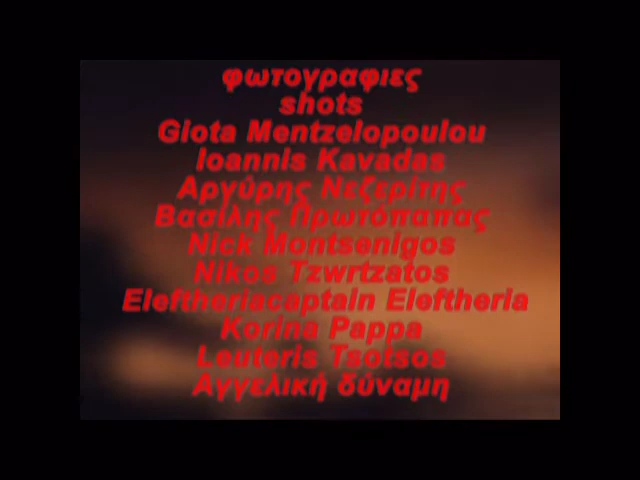 φωτογραφιες
shots
Giota Mentzelopoulou
Ioannis Kavadas
Αργύρης Νεζερίτης
Βασίλης Πρωτόπαπας
Nick Montsenigos
Nikos Tzwrtzatos
Eleftheriacaptain Eleftheria
Korina Pappa
Leuteris Tsotsos
Αγγελική δύναμη